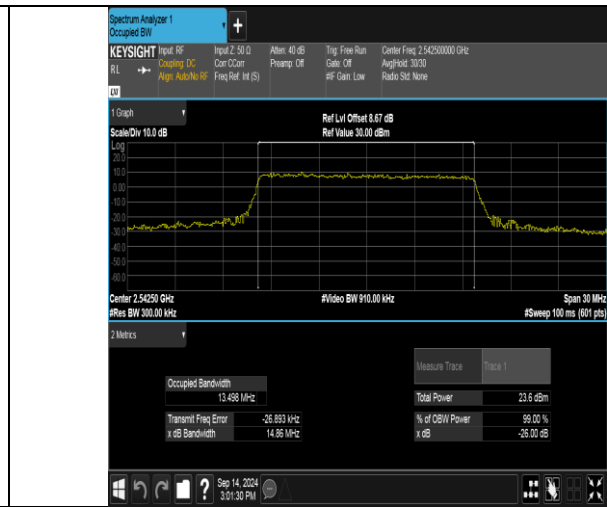 Spectrum Analyzer 1
Occupied BW
+
KEYSIGHT Input: RF Input Z: 50 Ω Atten: 40 dB Trig: Free Run Center Freq: 2.542500000 GHz
RL Coupling: DC Corr CCorr Preamp: Off Gate: Off Avg|Hold: 30/30
Align: Auto/No RF Freq Ref: Int (S) #IF Gain: Low Radio Std: None
LXI
1 Graph
Ref Lvl Offset 8.67 dB
Scale/Div 10.0 dB Ref Value 30.00 dBm
Log
20.0
10.0
0.00
-10.0
-20.0
-30.0
-40.0
-50.0
-60.0
Center 2.54250 GHz #Video BW 910.00 kHz Span 30 MHz
#Res BW 300.00 kHz #Sweep 100 ms (601 pts)
2 Metrics
Measure Trace Trace 1
Occupied Bandwidth
13.498 MHz Total Power 23.6 dBm
Transmit Freq Error -26.893 kHz % of OBW Power 99.00 %
x dB Bandwidth 14.86 MHz x dB -26.00 dB
? Sep 14, 2024
3:01:30 PM